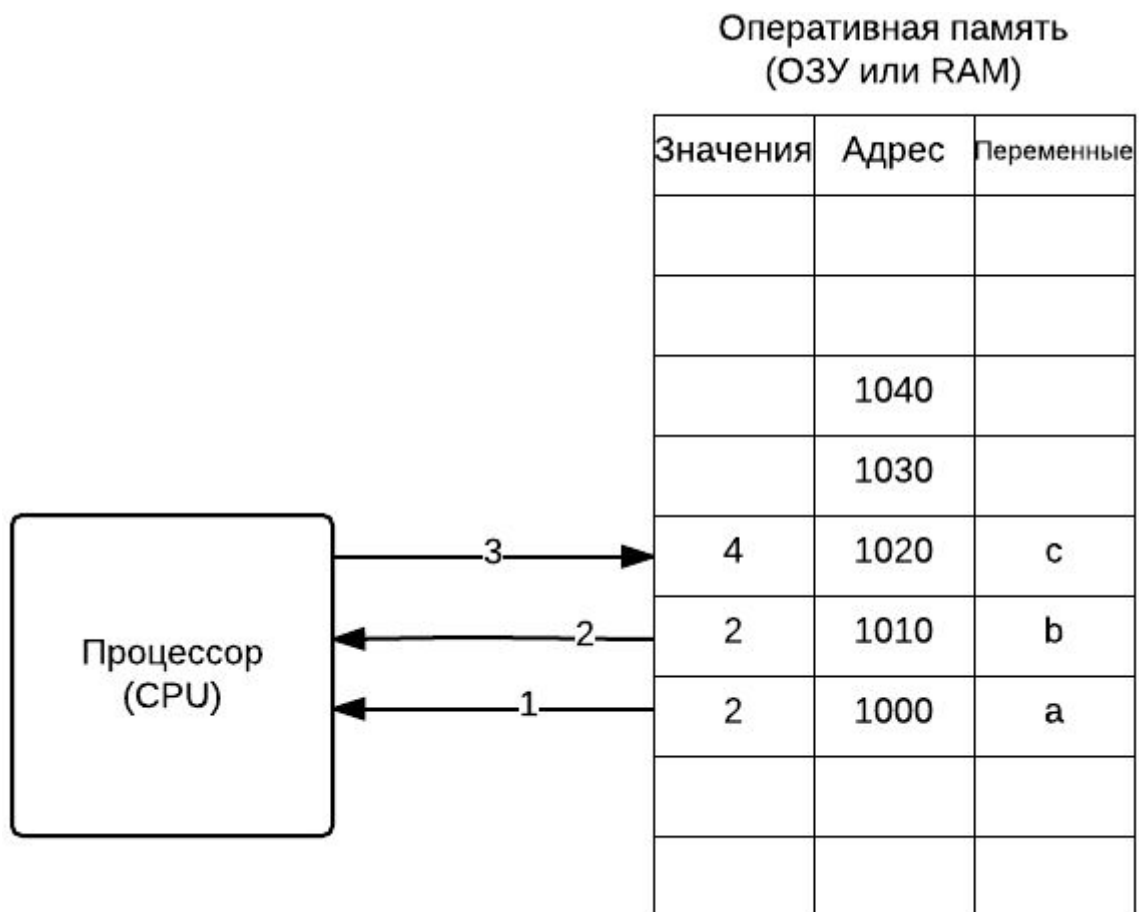 Оперативная память
(ОЗУ или RAM)
Значения Адрес Переменные
1040
1030
3 4 1020 c
2 2 1010 b
Процессор
(CPU)
1 2 1000 a